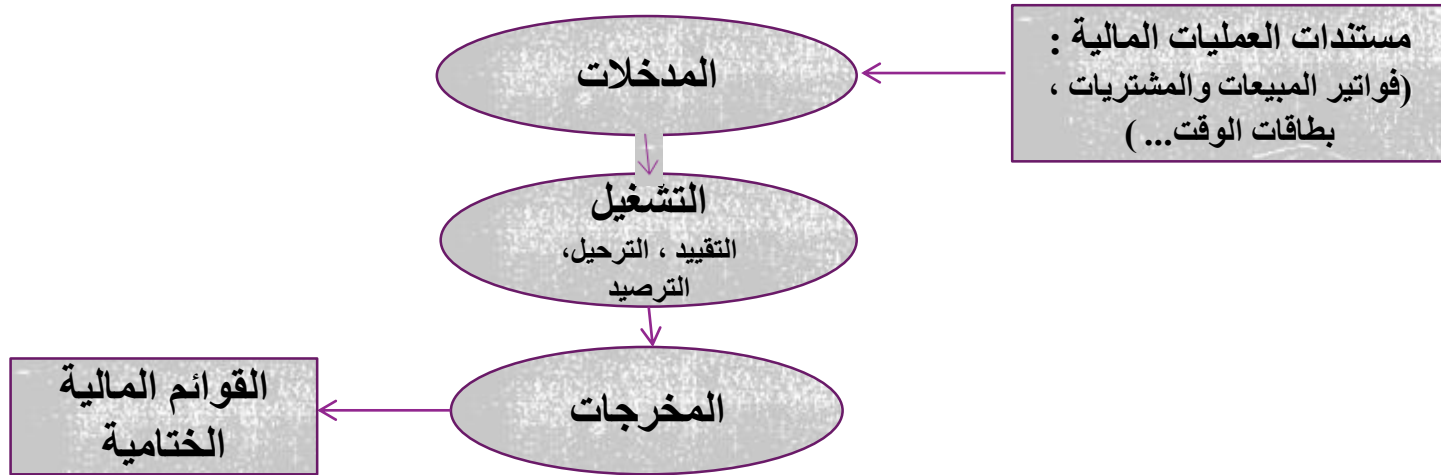 مستندات العمليات المالية :
(فواتير المبيعات والمشتريات ،
بطاقات الوقت... )
المدخلات
التشغيل
التقييد ، الترحيل،
الترصيد
المخرجات
القوائم المالية
الختامية